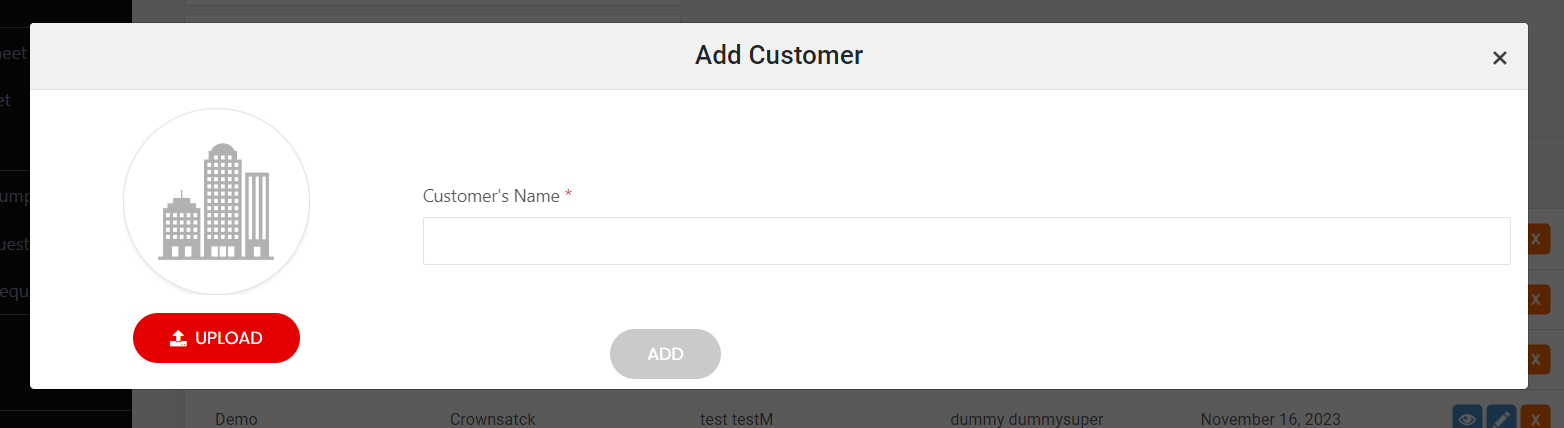 Add Customer
×
eet
et
Customer's Name *
ump
uest
equ
X
X
UPLOAD
ADD
X
Demo Crownsatck test testM dummy dummysuper November 16, 2023 X